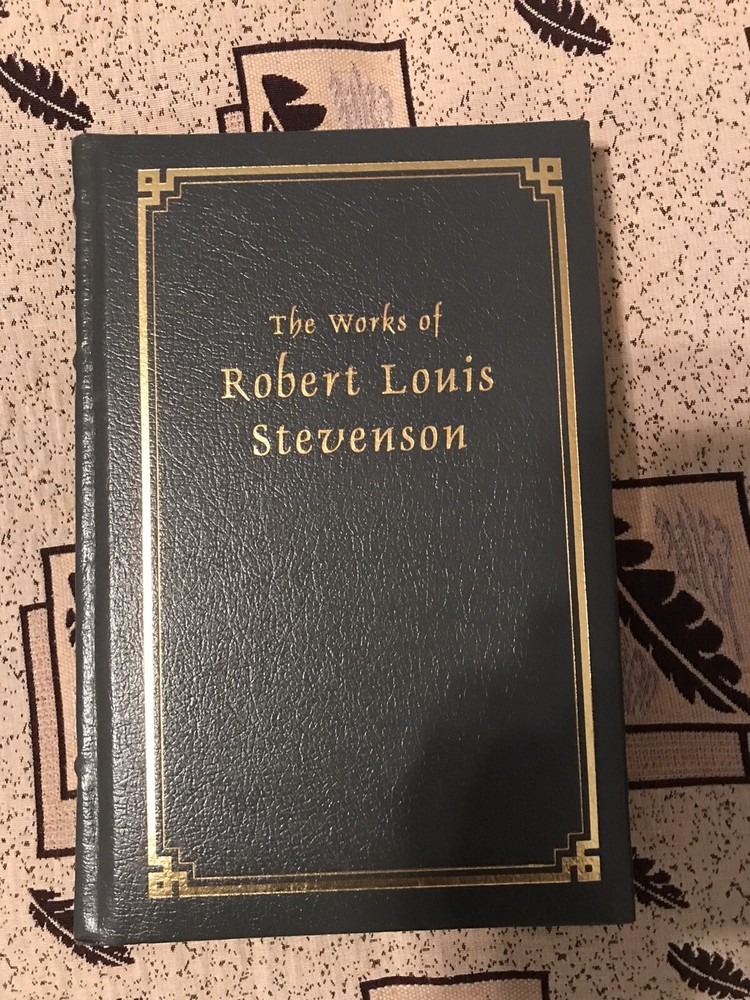 The Works of
Robert Louis
Stevenson